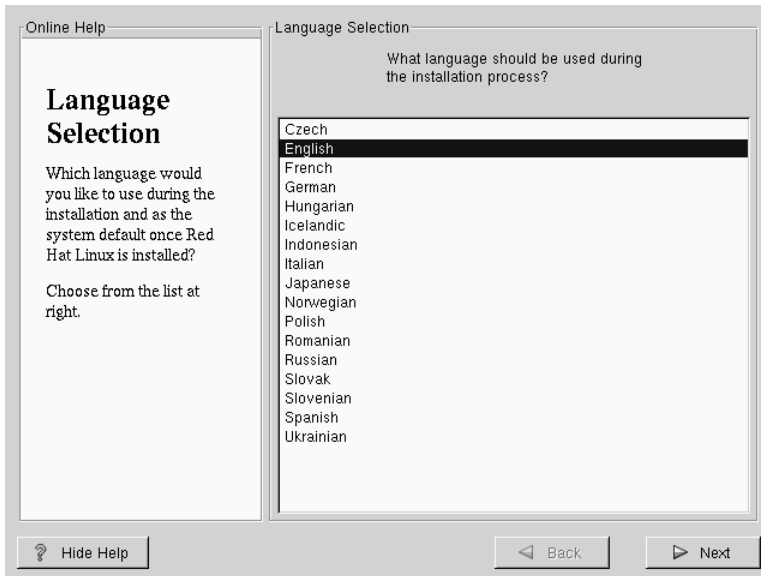 Online Help
Language
Selection
Which language would
you like to use during the
installation and as the
system default once Red
Hat Linux is installed?
Choose from the list at
right.
Language Selection
What language should be used during
the installation process?
Czech
English
French
German
Hungarian
Icelandic
Indonesian
Italian
Japanese
Norwegian
Polish
Romanian
Russian
Slovak
Slovenian
Spanish
Ukrainian
Hide Help
Back
Next